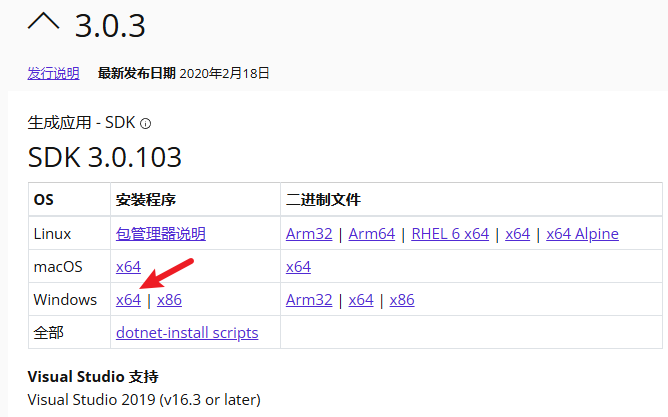 3.0.3
发行说明 最新发布日期 2020年2月18日
生成应用 - SDK
SDK 3.0.103
OS 安装程序 二进制文件
Linux 包管理器说明 Arm32 | Arm64 | RHEL 6 x64 | x64 | x64 Alpine
macOS x64 x64
Windows x64 | x86 Arm32 | x64 | x86
全部 dotnet-install scripts
Visual Studio 支持
Visual Studio 2019 (v16.3 or later)